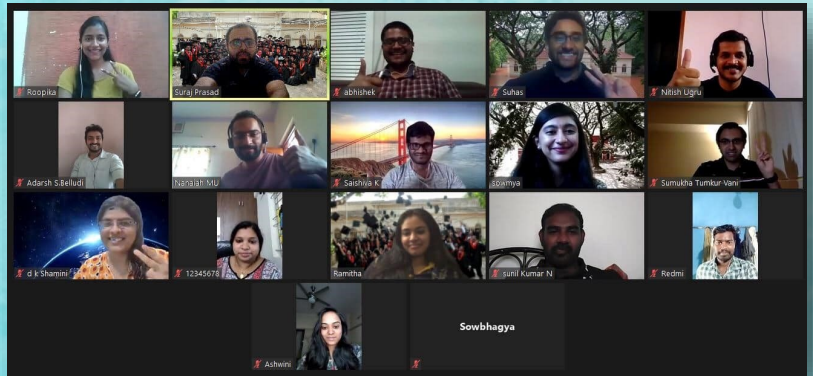 Roopika
Suraj Prasad
abhishek
Suhas
Nitish Ugru
Adarsh S.Belludi
Nanaiah MU
Saishiva K
sowmya
Sumukha Tumkur-Vani
d k Shamini
12345678
Ramitha
sunil Kumar N
Redmi
Ashwini
Sowbhagya